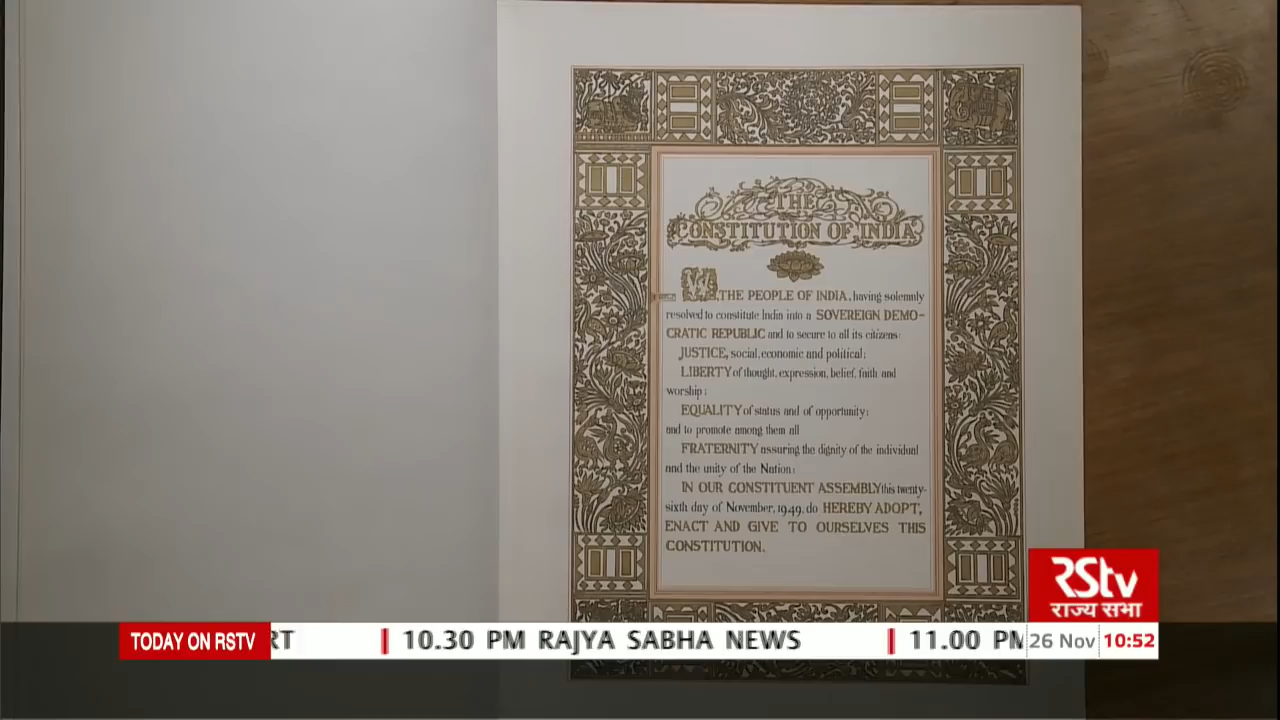 THE
CONSTITUTION OF INDIA
WE, THE PEOPLE OF INDIA, having solemnly
resolved to constitute India into a SOVEREIGN DEMO-
CRATIC REPUBLIC and to secure to all its citizens:
JUSTICE, social, economic and political;
LIBERTY of thought, expression, belief, faith and
worship;
EQUALITY of status and of opportunity;
and to promote among them all
FRATERNITY assuring the dignity of the individual
and the unity of the Nation;
IN OUR CONSTITUENT ASSEMBLY this twenty-
sixth day of November, 1949, do HEREBY ADOPT,
ENACT AND GIVE TO OURSELVES THIS
CONSTITUTION.
RSTV
राज्य सभा
TODAY ON RSTV RT | 10.30 PM RAJYA SABHA NEWS | 11.00 PM 26 Nov 10:52